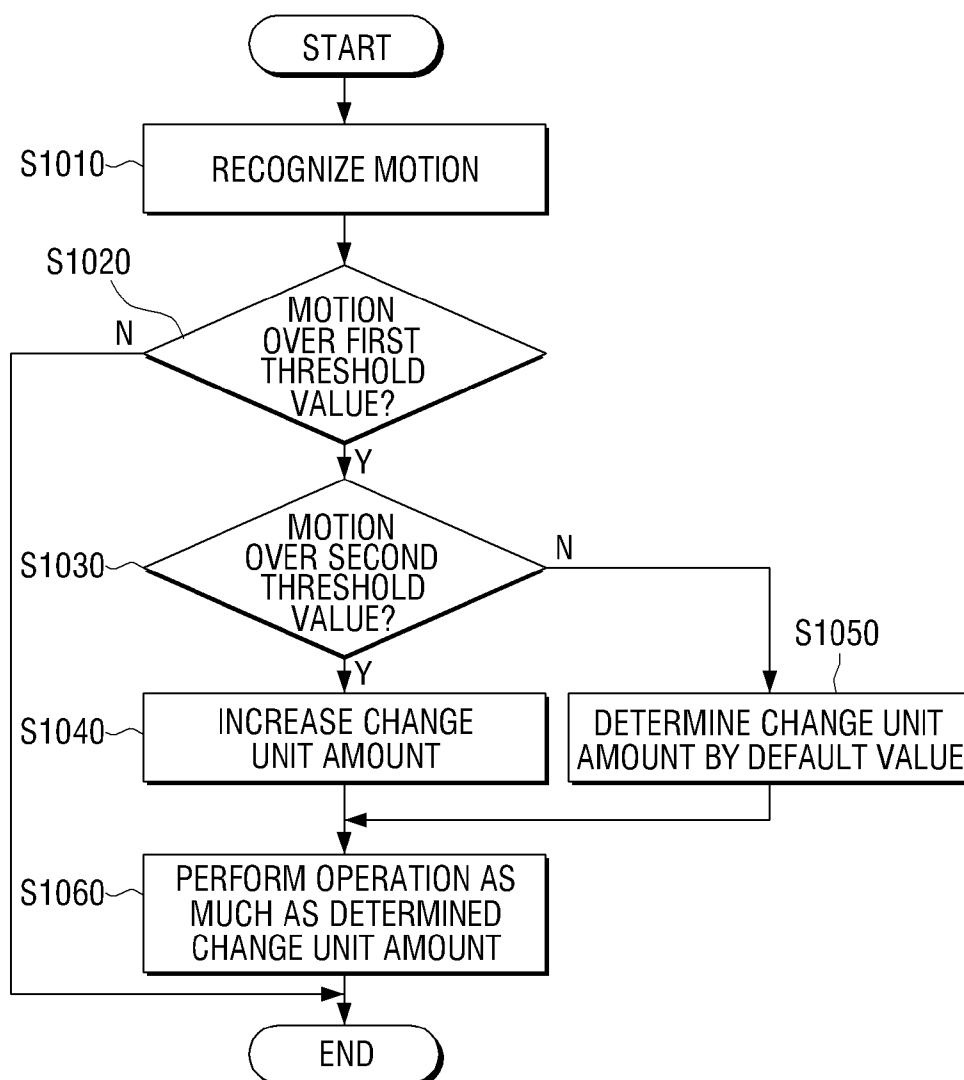 START
S1010
RECOGNIZE MOTION
S1020
N
MOTION
OVER FIRST
THRESHOLD
VALUE?
Y
S1030
MOTION
OVER SECOND
THRESHOLD
VALUE?
N
Y
S1050
S1040
INCREASE CHANGE
UNIT AMOUNT
DETERMINE CHANGE UNIT
AMOUNT BY DEFAULT VALUE
S1060
PERFORM OPERATION AS
MUCH AS DETERMINED
CHANGE UNIT AMOUNT
END